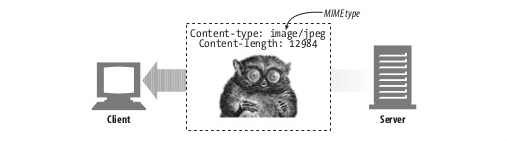 MIME type
Content-type: image/jpeg
Content-length: 12984
Client
Server